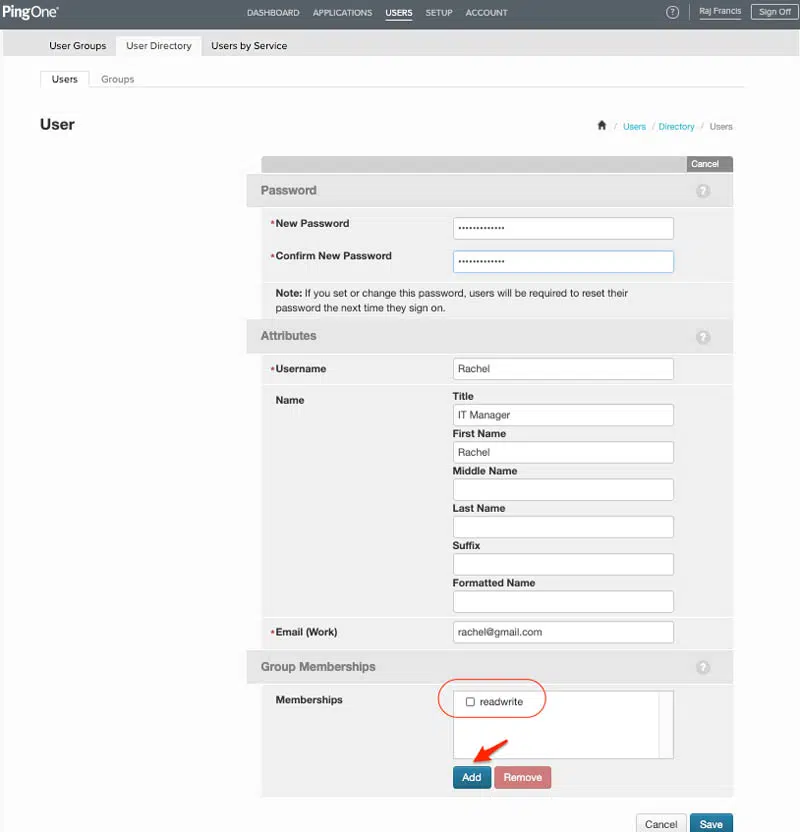 PingOne® DASHBOARD APPLICATIONS USERS SETUP ACCOUNT ? Raj Francis Sign Off
User Groups User Directory Users by Service
Users Groups
User / Users / Directory / Users
Cancel
Password ?
*New Password •••••••••••••
*Confirm New Password •••••••••••••
Note: If you set or change this password, users will be required to reset their
password the next time they sign on.
Attributes ?
*Username Rachel
Name Title
IT Manager
First Name
Rachel
Middle Name
Last Name
Suffix
Formatted Name
*Email (Work) rachel@gmail.com
Group Memberships ?
Memberships readwrite
Add Remove
Cancel Save